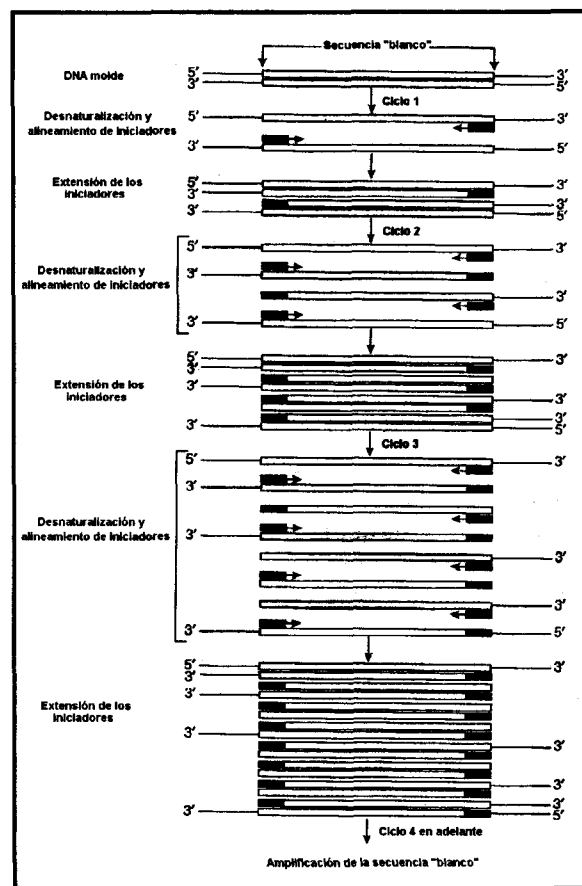 Secuencia "blanco"
DNA molde
5'
3'
3'
5'
Ciclo 1
Desnaturalización y
alineamiento de iniciadores
5'
3'
3'
5'
Extensión de los
iniciadores
5'
3'
3'
3'
3'
5'
Ciclo 2
Desnaturalización y
alineamiento de iniciadores
5'
3'
3'
3'
3'
5'
Extensión de los
iniciadores
5'
3'
3'
3'
3'
3'
3'
5'
Ciclo 3
Desnaturalización y
alineamiento de iniciadores
5'
3'
3'
3'
3'
3'
3'
5'
Extensión de los
iniciadores
5'
3'
3'
3'
3'
3'
3'
3'
3'
5'
Ciclo 4 en adelante
Amplificación de la secuencia "blanco"